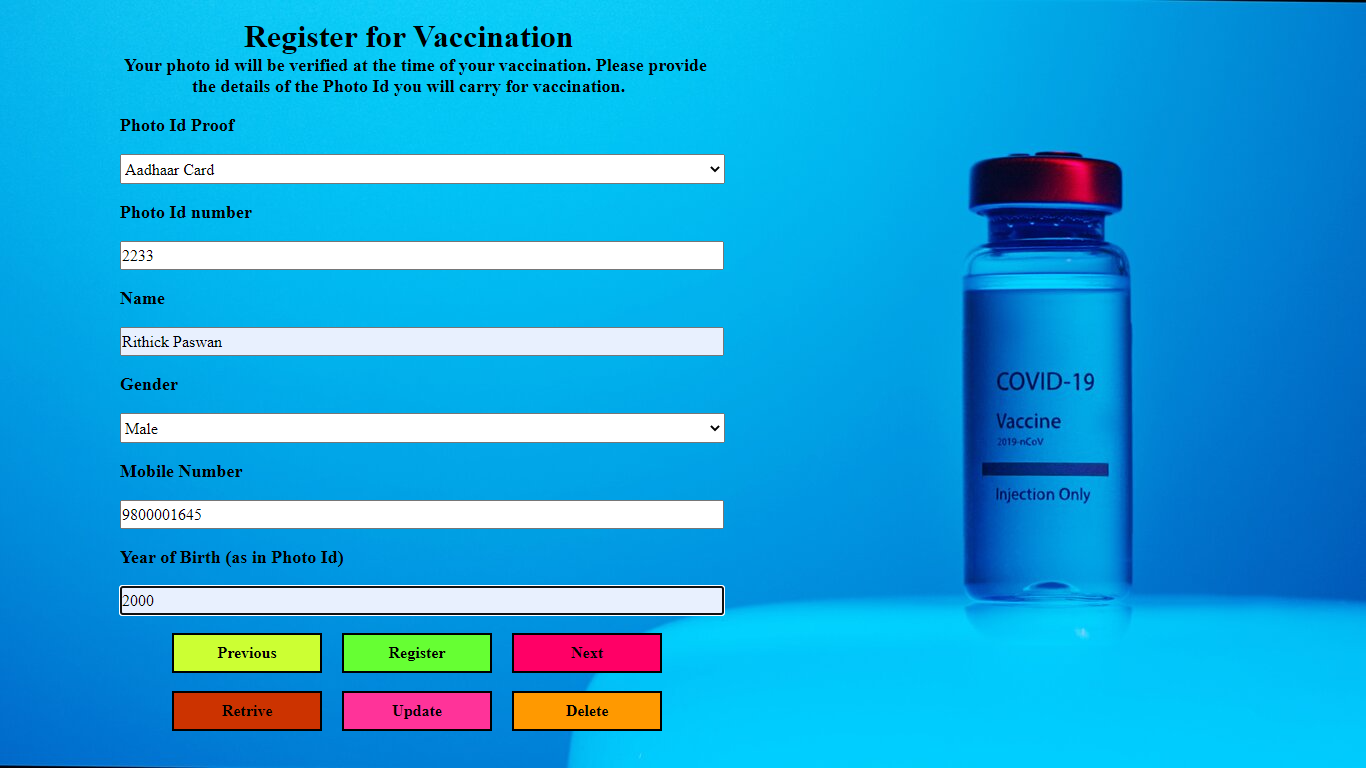 Register for Vaccination
Your photo id will be verified at the time of your vaccination. Please provide
the details of the Photo Id you will carry for vaccination.
Photo Id Proof
Aadhaar Card
Photo Id number
2233
Name
Rithick Paswan
Gender
Male
Mobile Number
9800001645
Year of Birth (as in Photo Id)
2000
Previous Register Next
Retrive Update Delete
COVID-19
Vaccine
2019-nCoV
Injection Only